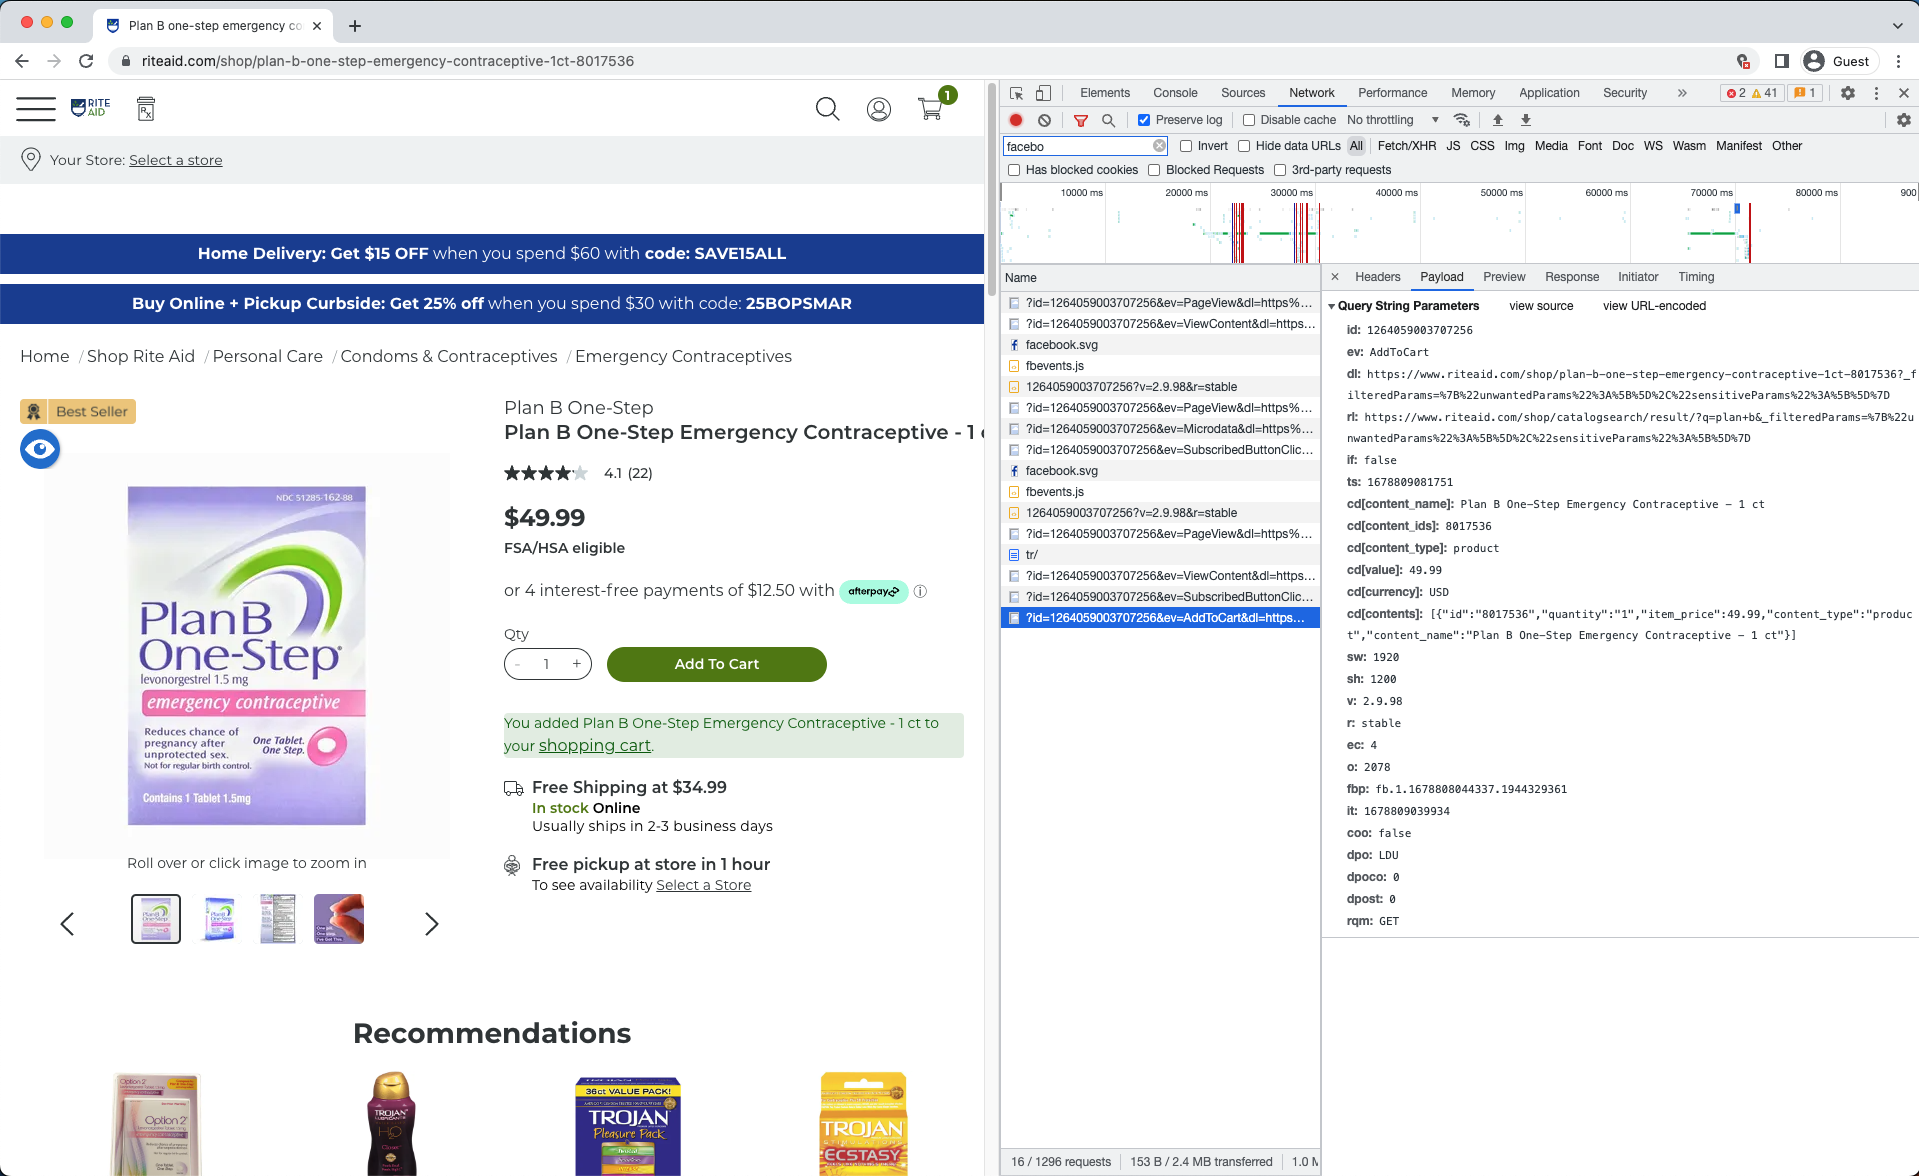 Plan B one-step emergency co
riteaid.com/shop/plan-b-one-step-emergency-contraceptive-1ct-8017536
Guest
RITE
AID
1
Your Store: Select a store
Home Delivery: Get $15 OFF when you spend $60 with code: SAVE15ALL
Buy Online + Pickup Curbside: Get 25% off when you spend $30 with code: 25BOPSMAR
Home / Shop Rite Aid / Personal Care / Condoms & Contraceptives / Emergency Contraceptives
Best Seller
Plan B One-Step
Plan B One-Step Emergency Contraceptive - 1 c
4.1 (22)
$49.99
FSA/HSA eligible
or 4 interest-free payments of $12.50 with afterpay
Qty
- 1 +
Add To Cart
You added Plan B One-Step Emergency Contraceptive - 1 ct to
your shopping cart.
Free Shipping at $34.99
In stock Online
Usually ships in 2-3 business days
Free pickup at store in 1 hour
To see availability Select a Store
NDC 51285-162-88
Plan B
One-Step®
levonorgestrel 1.5 mg
emergency contraceptive
Reduces chance of
pregnancy after
unprotected sex.
Not for regular birth control.
One Tablet.
One Step.
Contains 1 Tablet 1.5mg
Roll over or click image to zoom in
Recommendations
Option 2
Option 2
TROJAN
H2O
36ct VALUE PACK!
TROJAN
Pleasure Pack
TROJAN
ECSTASY
Elements Console Sources Network Performance Memory Application Security » 2 41 1
Preserve log Disable cache No throttling
facebo
Invert Hide data URLs All Fetch/XHR JS CSS Img Media Font Doc WS Wasm Manifest Other
Has blocked cookies Blocked Requests 3rd-party requests
10000 ms 20000 ms 30000 ms 40000 ms 50000 ms 60000 ms 70000 ms 80000 ms 900
Name
?id=1264059003707256&ev=PageView&dl=https%...
?id=1264059003707256&ev=ViewContent&dl=https...
facebook.svg
fbevents.js
1264059003707256?v=2.9.98&r=stable
?id=1264059003707256&ev=PageView&dl=https%...
?id=1264059003707256&ev=Microdata&dl=https%...
?id=1264059003707256&ev=SubscribedButtonClic...
facebook.svg
fbevents.js
1264059003707256?v=2.9.98&r=stable
?id=1264059003707256&ev=PageView&dl=https%...
tr/
?id=1264059003707256&ev=ViewContent&dl=https...
?id=1264059003707256&ev=SubscribedButtonClic...
?id=1264059003707256&ev=AddToCart&dl=https...
16 / 1296 requests 153 B / 2.4 MB transferred 1.0 M
Headers Payload Preview Response Initiator Timing
Query String Parameters view source view URL-encoded
id: 1264059003707256
ev: AddToCart
dl: https://www.riteaid.com/shop/plan-b-one-step-emergency-contraceptive-1ct-8017536?_f
ilteredParams=%7B%22unwantedParams%22%3A%5B%5D%2C%22sensitiveParams%22%3A%5B%5D%7D
rl: https://www.riteaid.com/shop/catalogsearch/result/?q=plan+b&_filteredParams=%7B%22u
nwantedParams%22%3A%5B%5D%2C%22sensitiveParams%22%3A%5B%5D%7D
if: false
ts: 1678809081751
cd[content_name]: Plan B One-Step Emergency Contraceptive - 1 ct
cd[content_ids]: 8017536
cd[content_type]: product
cd[value]: 49.99
cd[currency]: USD
cd[contents]: [{"id":"8017536","quantity":"1","item_price":49.99,"content_type":"produc
t","content_name":"Plan B One-Step Emergency Contraceptive - 1 ct"}]
sw: 1920
sh: 1200
v: 2.9.98
r: stable
ec: 4
o: 2078
fbp: fb.1.1678808044337.1944329361
it: 1678809039934
coo: false
dpo: LDU
dpoco: 0
dpost: 0
rqm: GET